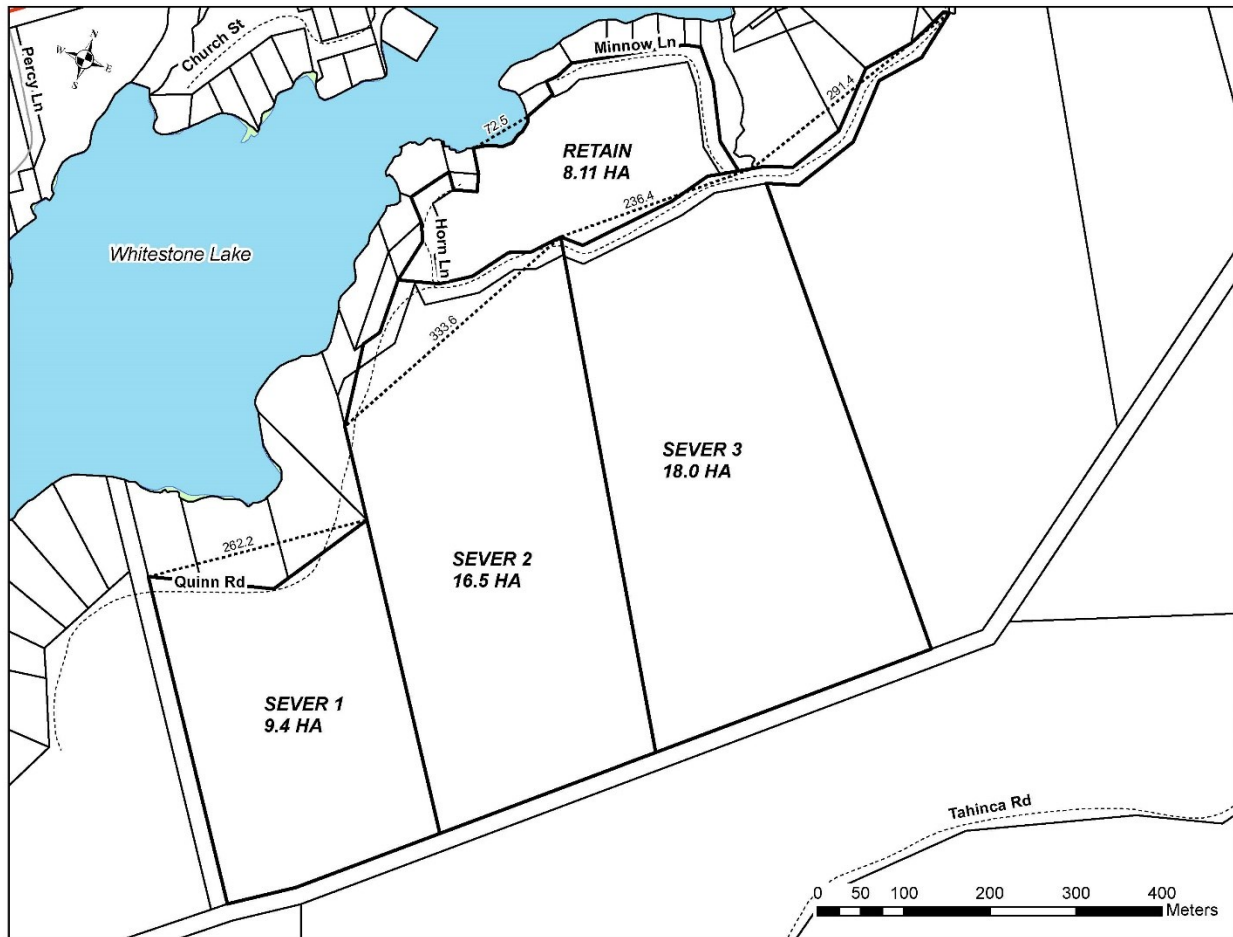 Church St
Percy Ln
N
W
E
S
Minnow Ln
291.4
72.5
RETAIN
8.11 HA
236.4
Horn Ln
Whitestone Lake
333.6
SEVER 3
18.0 HA
262.2
Quinn Rd
SEVER 2
16.5 HA
SEVER 1
9.4 HA
Tahinca Rd
0 50 100 200 300 400
Meters